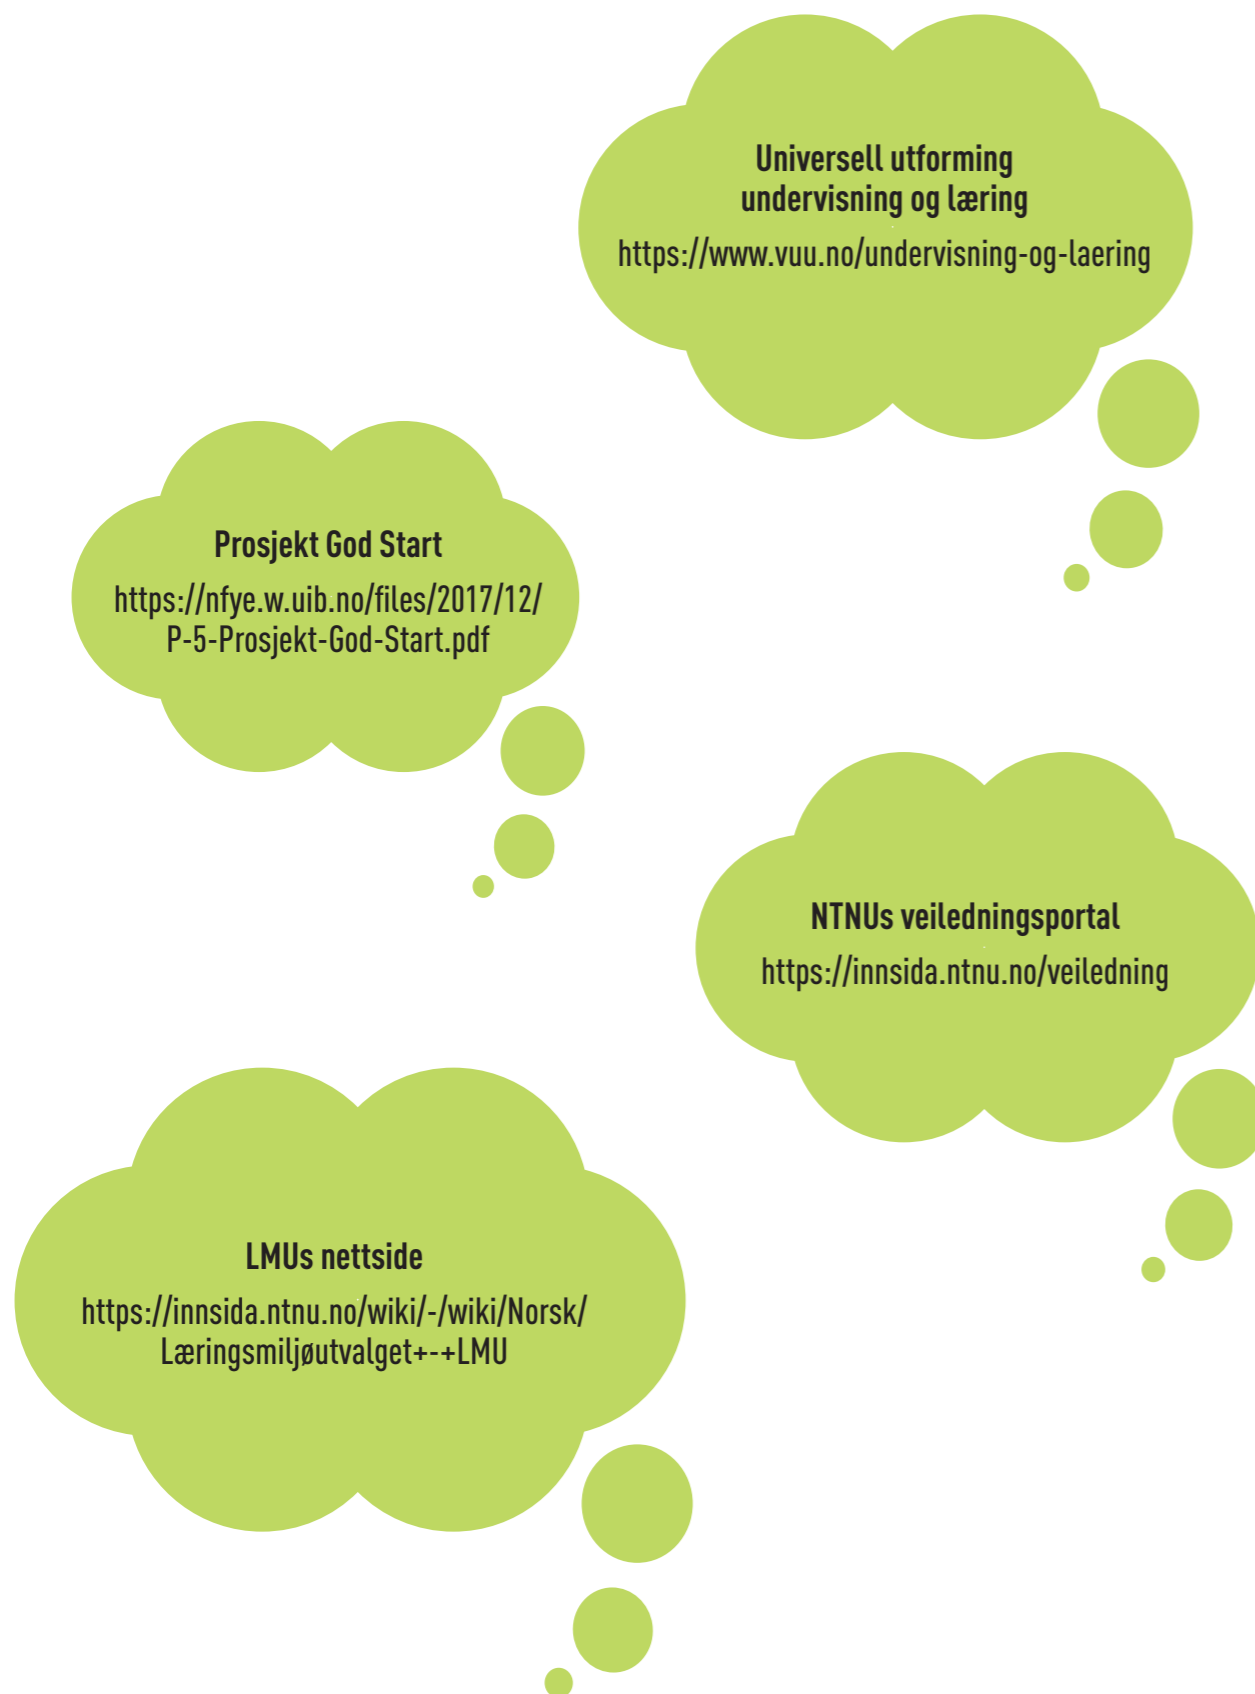 Universell utforming
undervisning og læring
https://www.vuu.no/undervisning-og-laering
Prosjekt God Start
https://nfye.w.uib.no/files/2017/12/
P-5-Prosjekt-God-Start.pdf
NTNUs veiledningsportal
https://innsida.ntnu.no/veiledning
LMUs nettside
https://innsida.ntnu.no/wiki/-/wiki/Norsk/
Læringsmiljøutvalget+-+LMU